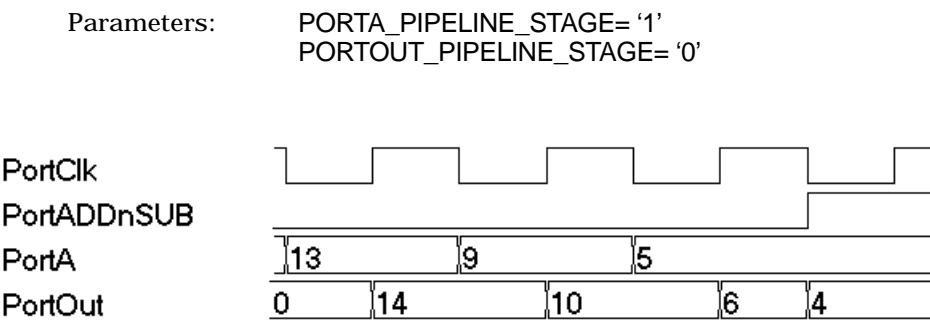 Parameters: PORTA_PIPELINE_STAGE= ‘1’
PORTOUT_PIPELINE_STAGE= ‘0’
PortClk
PortADDnSUB
PortA 13 9 5
PortOut 0 14 10 6 4